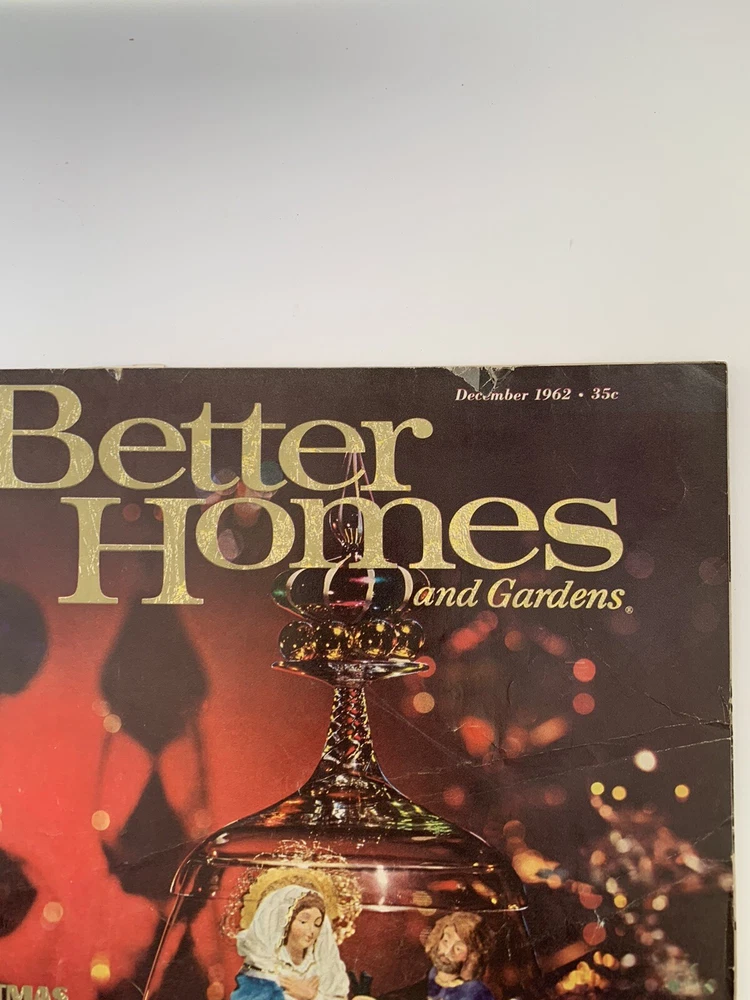 December 1962 • 35c
Better
Homes
and Gardens®